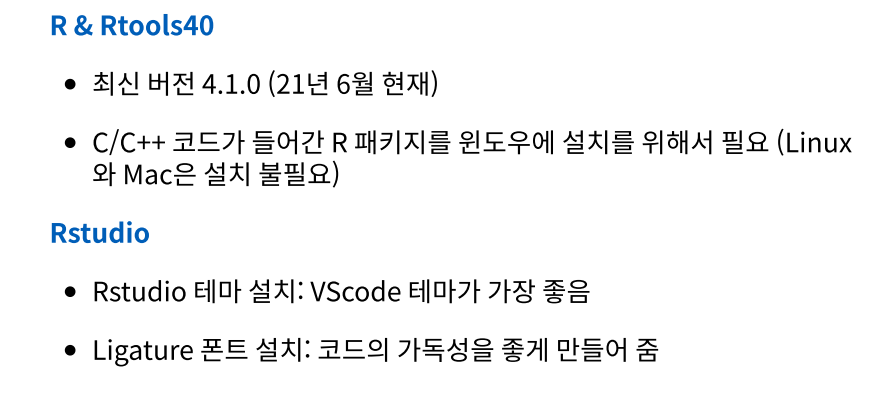 R & Rtools40
• 최신 버전 4.1.0 (21년 6월 현재)
• C/C++ 코드가 들어간 R 패키지를 윈도우에 설치를 위해서 필요 (Linux
와 Mac은 설치 불필요)
Rstudio
• Rstudio 테마 설치: VScode 테마가 가장 좋음
• Ligature 폰트 설치: 코드의 가독성을 좋게 만들어 줌